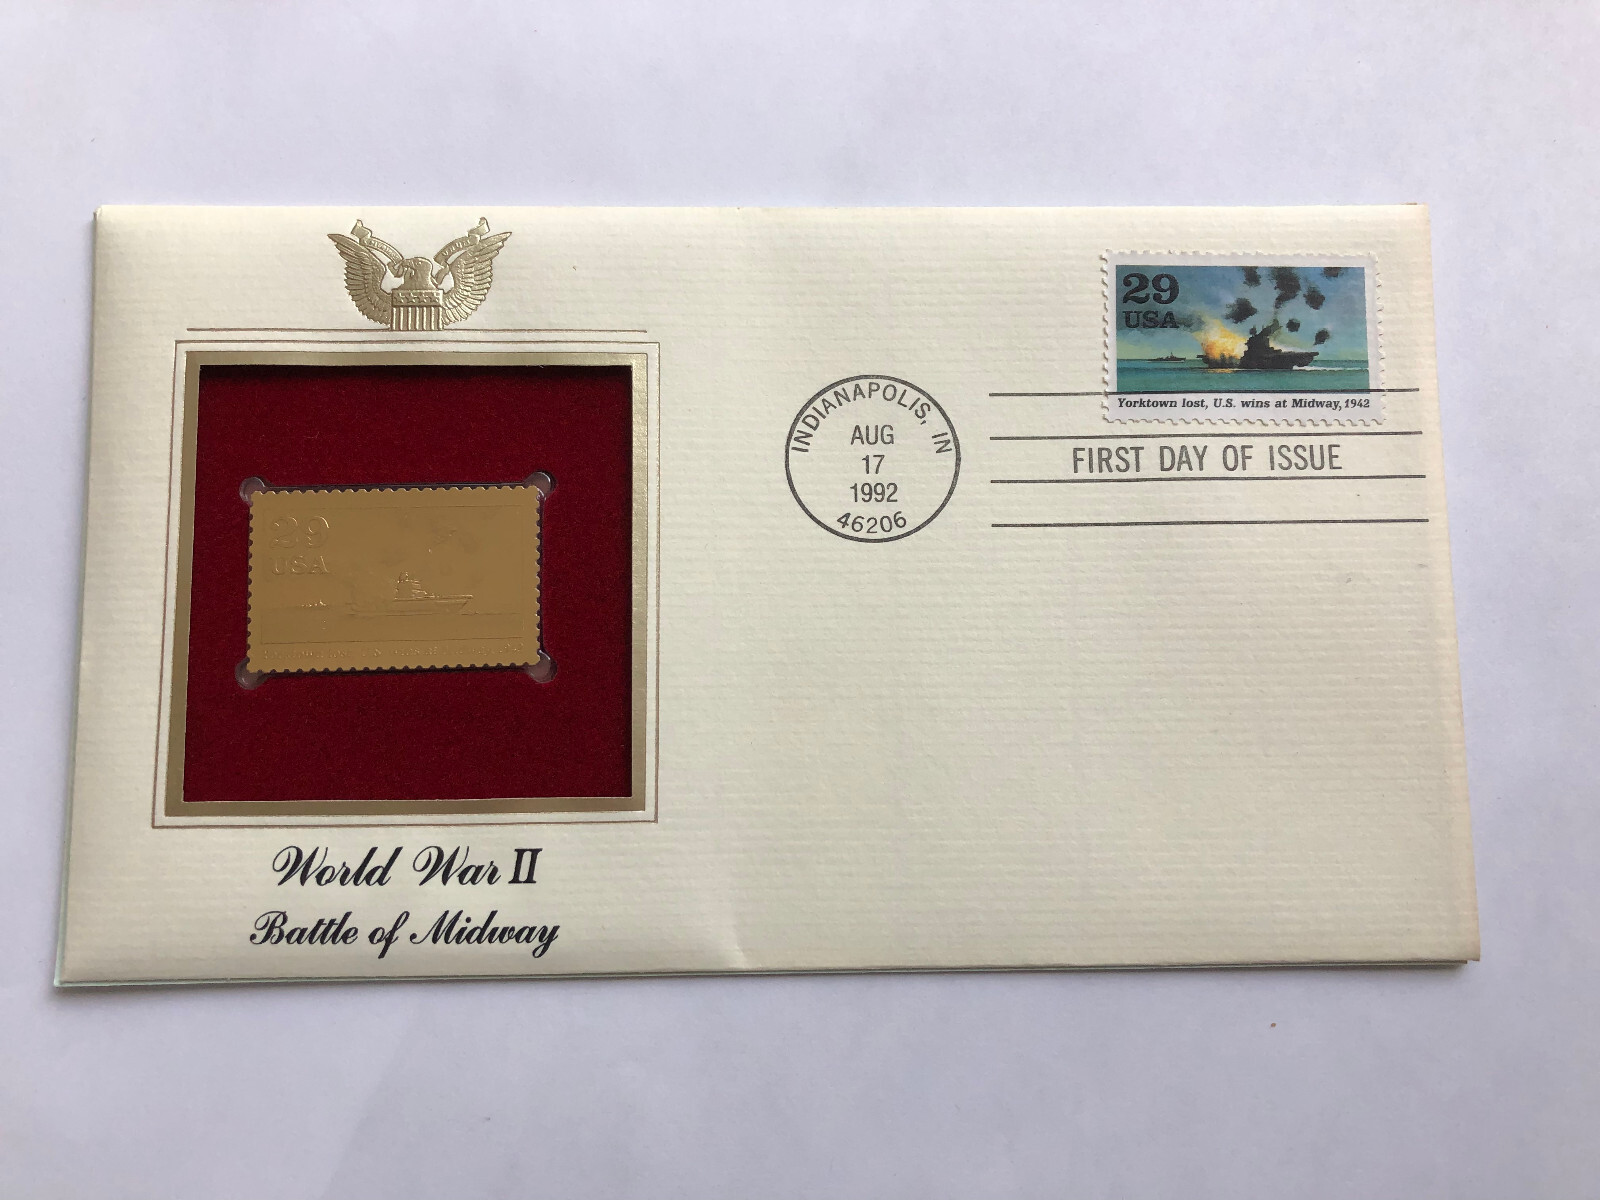 29
USA
Yorktown lost, U.S. wins at Midway, 1942
INDIANAPOLIS, IN
AUG
17
1992
46206
FIRST DAY OF ISSUE
29
USA
World War II
Battle of Midway